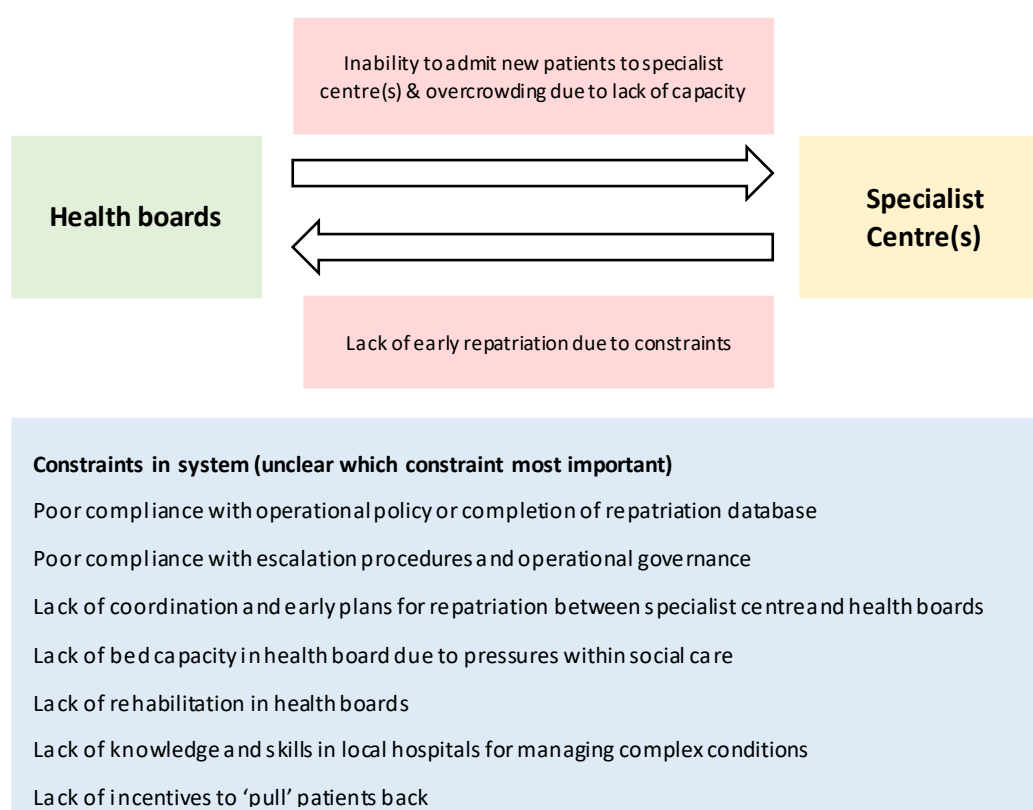 Inability to admit new patients to specialist
centre(s) & overcrowding due to lack of capacity
Health boards
Specialist
Centre(s)
Lack of early repatriation due to constraints
Constraints in system (unclear which constraint most important)
Poor compliance with operational policy or completion of repatriation database
Poor compliance with escalation procedures and operational governance
Lack of coordination and early plans for repatriation between specialist centre and health boards
Lack of bed capacity in health board due to pressures within social care
Lack of rehabilitation in health boards
Lack of knowledge and skills in local hospitals for managing complex conditions
Lack of incentives to ‘pull’ patients back